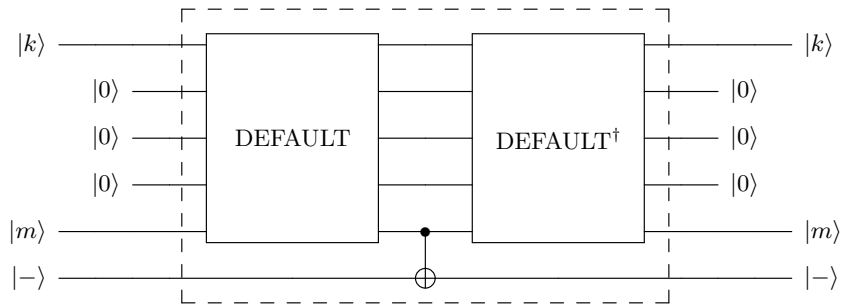 |k⟩ |k⟩
|0⟩ |0⟩
|0⟩ DEFAULT DEFAULT† |0⟩
|0⟩ |0⟩
|m⟩ |m⟩
|−⟩ |−⟩